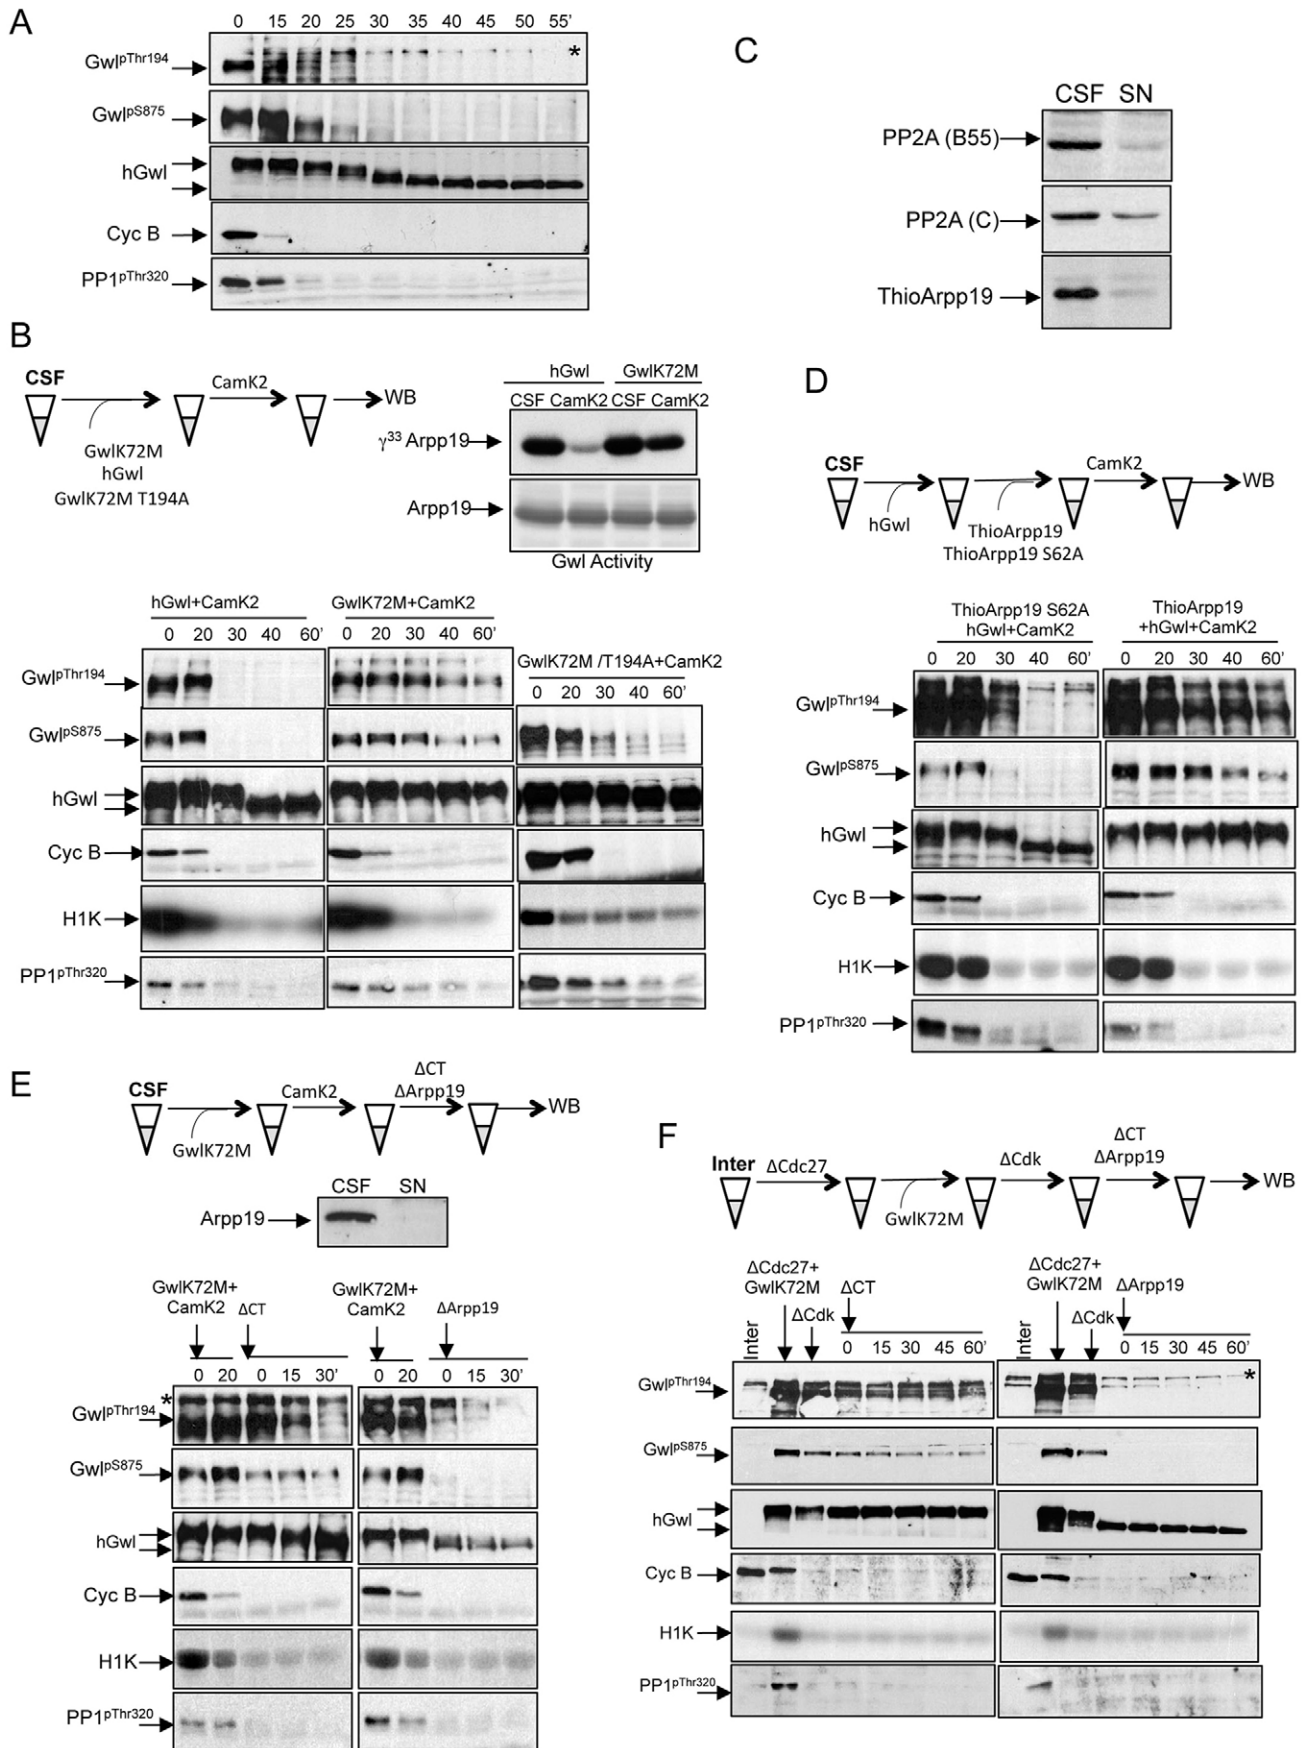 A
0 15 20 25 30 35 40 45 50 55'
GwlpThr194
*
GwlpS875
hGwl
Cyc B
PP1pThr320
C
CSF SN
PP2A (B55)
PP2A (C)
ThioArpp19
B
CSF
CamK2
WB
GwlK72M
hGwl
GwlK72M T194A
hGwl GwlK72M
CSF CamK2 CSF CamK2
γ33 Arpp19
Arpp19
Gwl Activity
hGwl+CamK2
0 20 30 40 60'
GwlK72M+CamK2
0 20 30 40 60'
GwlK72M /T194A+CamK2
0 20 30 40 60'
GwlpThr194
GwlpS875
hGwl
Cyc B
H1K
PP1pThr320
D
CSF
CamK2
WB
hGwl
ThioArpp19
ThioArpp19 S62A
ThioArpp19 S62A
hGwl+CamK2
0 20 30 40 60'
ThioArpp19
+hGwl+CamK2
0 20 30 40 60'
GwlpThr194
GwlpS875
hGwl
Cyc B
H1K
PP1pThr320
E
CSF
CamK2
ΔCT
ΔArpp19
WB
GwlK72M
CSF SN
Arpp19
GwlK72M+
CamK2
ΔCT
0 20 0 15 30'
GwlK72M+
CamK2
ΔArpp19
0 20 0 15 30'
*
GwlpThr194
GwlpS875
hGwl
Cyc B
H1K
PP1pThr320
F
Inter
ΔCdc27
ΔCdk
ΔCT
ΔArpp19
WB
GwlK72M
Inter
ΔCdc27+
GwlK72M
ΔCdk
ΔCT
0 15 30 45 60'
Inter
ΔCdc27+
GwlK72M
ΔCdk
ΔArpp19
0 15 30 45 60'
GwlpThr194
*
GwlpS875
hGwl
Cyc B
H1K
PP1pThr320